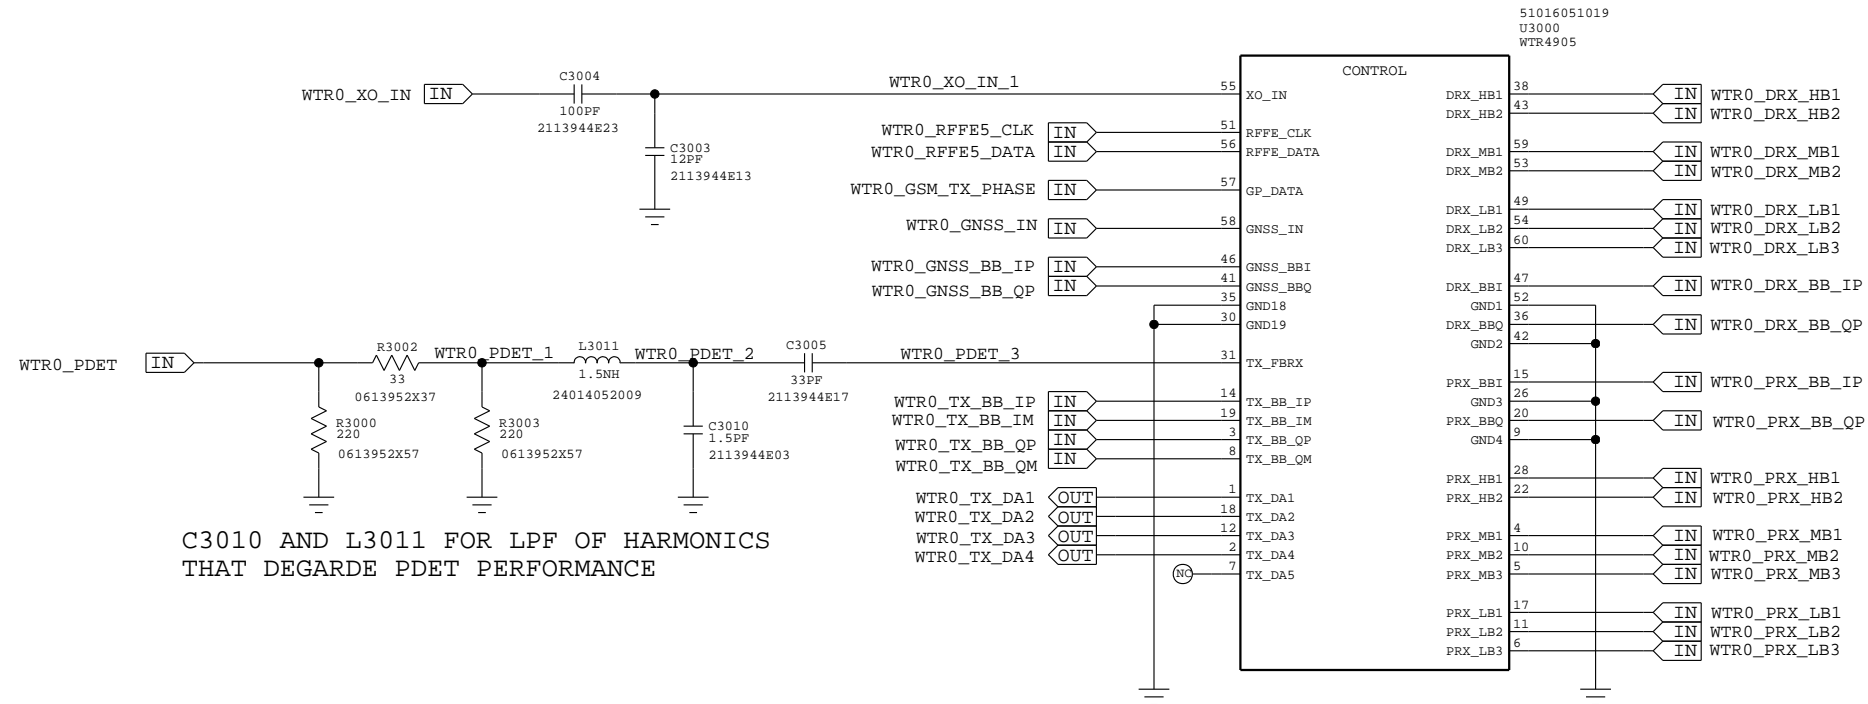 51016051019
U3000
WTR4905
CONTROL
WTR0_XO_IN IN
C3004
100PF
2113944E23
C3003
12PF
2113944E13
WTR0_XO_IN_1 55 XO_IN
WTR0_RFFE5_CLK IN 51 RFFE_CLK
WTR0_RFFE5_DATA IN 56 RFFE_DATA
WTR0_GSM_TX_PHASE IN 57 GP_DATA
WTR0_GNSS_IN IN 58 GNSS_IN
WTR0_GNSS_BB_IP IN 46 GNSS_BBI
WTR0_GNSS_BB_QP IN 41 GNSS_BBQ
35 GND18
30 GND19
WTR0_PDET IN
R3002
33
0613952X37
R3000
220
0613952X57
WTR0_PDET_1
R3003
220
0613952X57
L3011
1.5NH
24014052009
WTR0_PDET_2
C3010
1.5PF
2113944E03
C3005
33PF
2113944E17
WTR0_PDET_3 31 TX_FBRX
WTR0_TX_BB_IP IN 14 TX_BB_IP
WTR0_TX_BB_IM IN 19 TX_BB_IM
WTR0_TX_BB_QP IN 3 TX_BB_QP
WTR0_TX_BB_QM IN 8 TX_BB_QM
WTR0_TX_DA1 OUT 1 TX_DA1
WTR0_TX_DA2 OUT 18 TX_DA2
WTR0_TX_DA3 OUT 12 TX_DA3
WTR0_TX_DA4 OUT 2 TX_DA4
NC 7 TX_DA5
C3010 AND L3011 FOR LPF OF HARMONICS
THAT DEGARDE PDET PERFORMANCE
DRX_HB1 38 IN WTR0_DRX_HB1
DRX_HB2 43 IN WTR0_DRX_HB2
DRX_MB1 59 IN WTR0_DRX_MB1
DRX_MB2 53 IN WTR0_DRX_MB2
DRX_LB1 49 IN WTR0_DRX_LB1
DRX_LB2 54 IN WTR0_DRX_LB2
DRX_LB3 60 IN WTR0_DRX_LB3
DRX_BBI 47 IN WTR0_DRX_BB_IP
GND1 52
DRX_BBQ 36 IN WTR0_DRX_BB_QP
GND2 42
PRX_BBI 15 IN WTR0_PRX_BB_IP
GND3 26
PRX_BBQ 20 IN WTR0_PRX_BB_QP
GND4 9
PRX_HB1 28 IN WTR0_PRX_HB1
PRX_HB2 22 IN WTR0_PRX_HB2
PRX_MB1 4 IN WTR0_PRX_MB1
PRX_MB2 10 IN WTR0_PRX_MB2
PRX_MB3 5 IN WTR0_PRX_MB3
PRX_LB1 17 IN WTR0_PRX_LB1
PRX_LB2 11 IN WTR0_PRX_LB2
PRX_LB3 6 IN WTR0_PRX_LB3